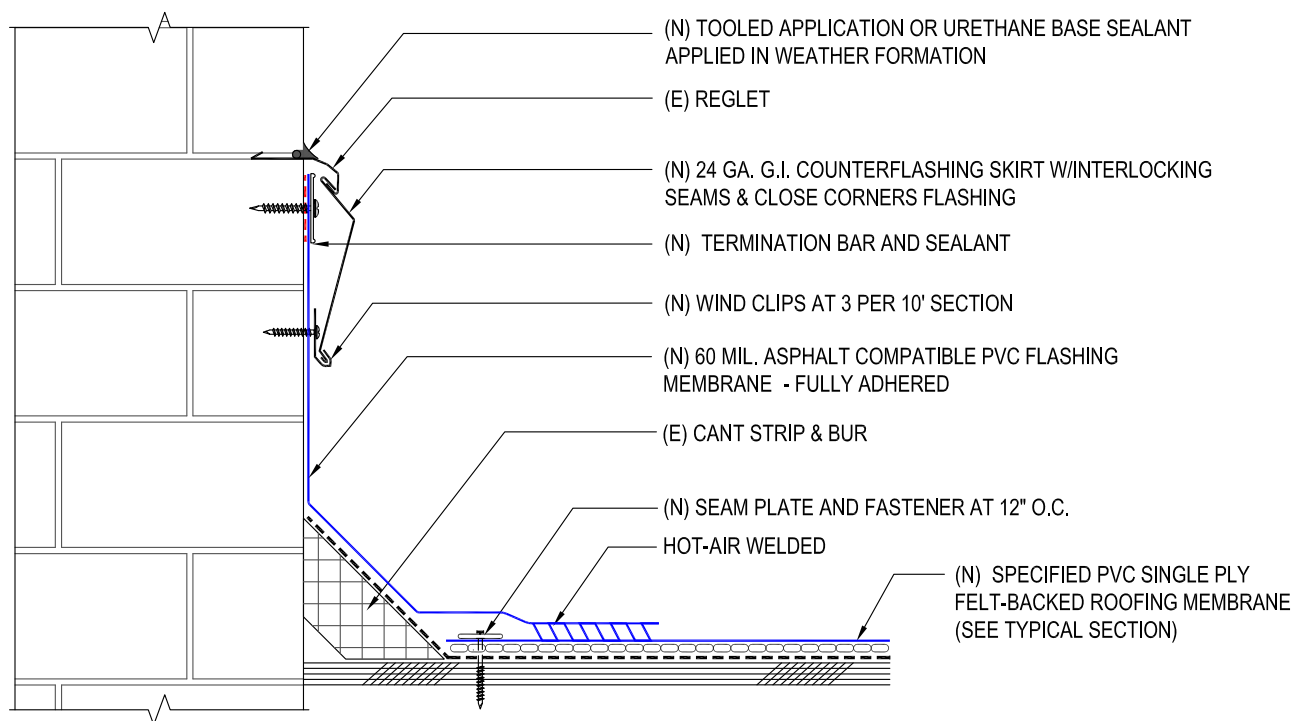 (N) TOOLED APPLICATION OR URETHANE BASE SEALANT
APPLIED IN WEATHER FORMATION
(E) REGLET
(N) 24 GA. G.I. COUNTERFLASHING SKIRT W/INTERLOCKING
SEAMS & CLOSE CORNERS FLASHING
(N) TERMINATION BAR AND SEALANT
(N) WIND CLIPS AT 3 PER 10' SECTION
(N) 60 MIL. ASPHALT COMPATIBLE PVC FLASHING
MEMBRANE - FULLY ADHERED
(E) CANT STRIP & BUR
(N) SEAM PLATE AND FASTENER AT 12" O.C.
HOT-AIR WELDED
(N) SPECIFIED PVC SINGLE PLY
FELT-BACKED ROOFING MEMBRANE
(SEE TYPICAL SECTION)